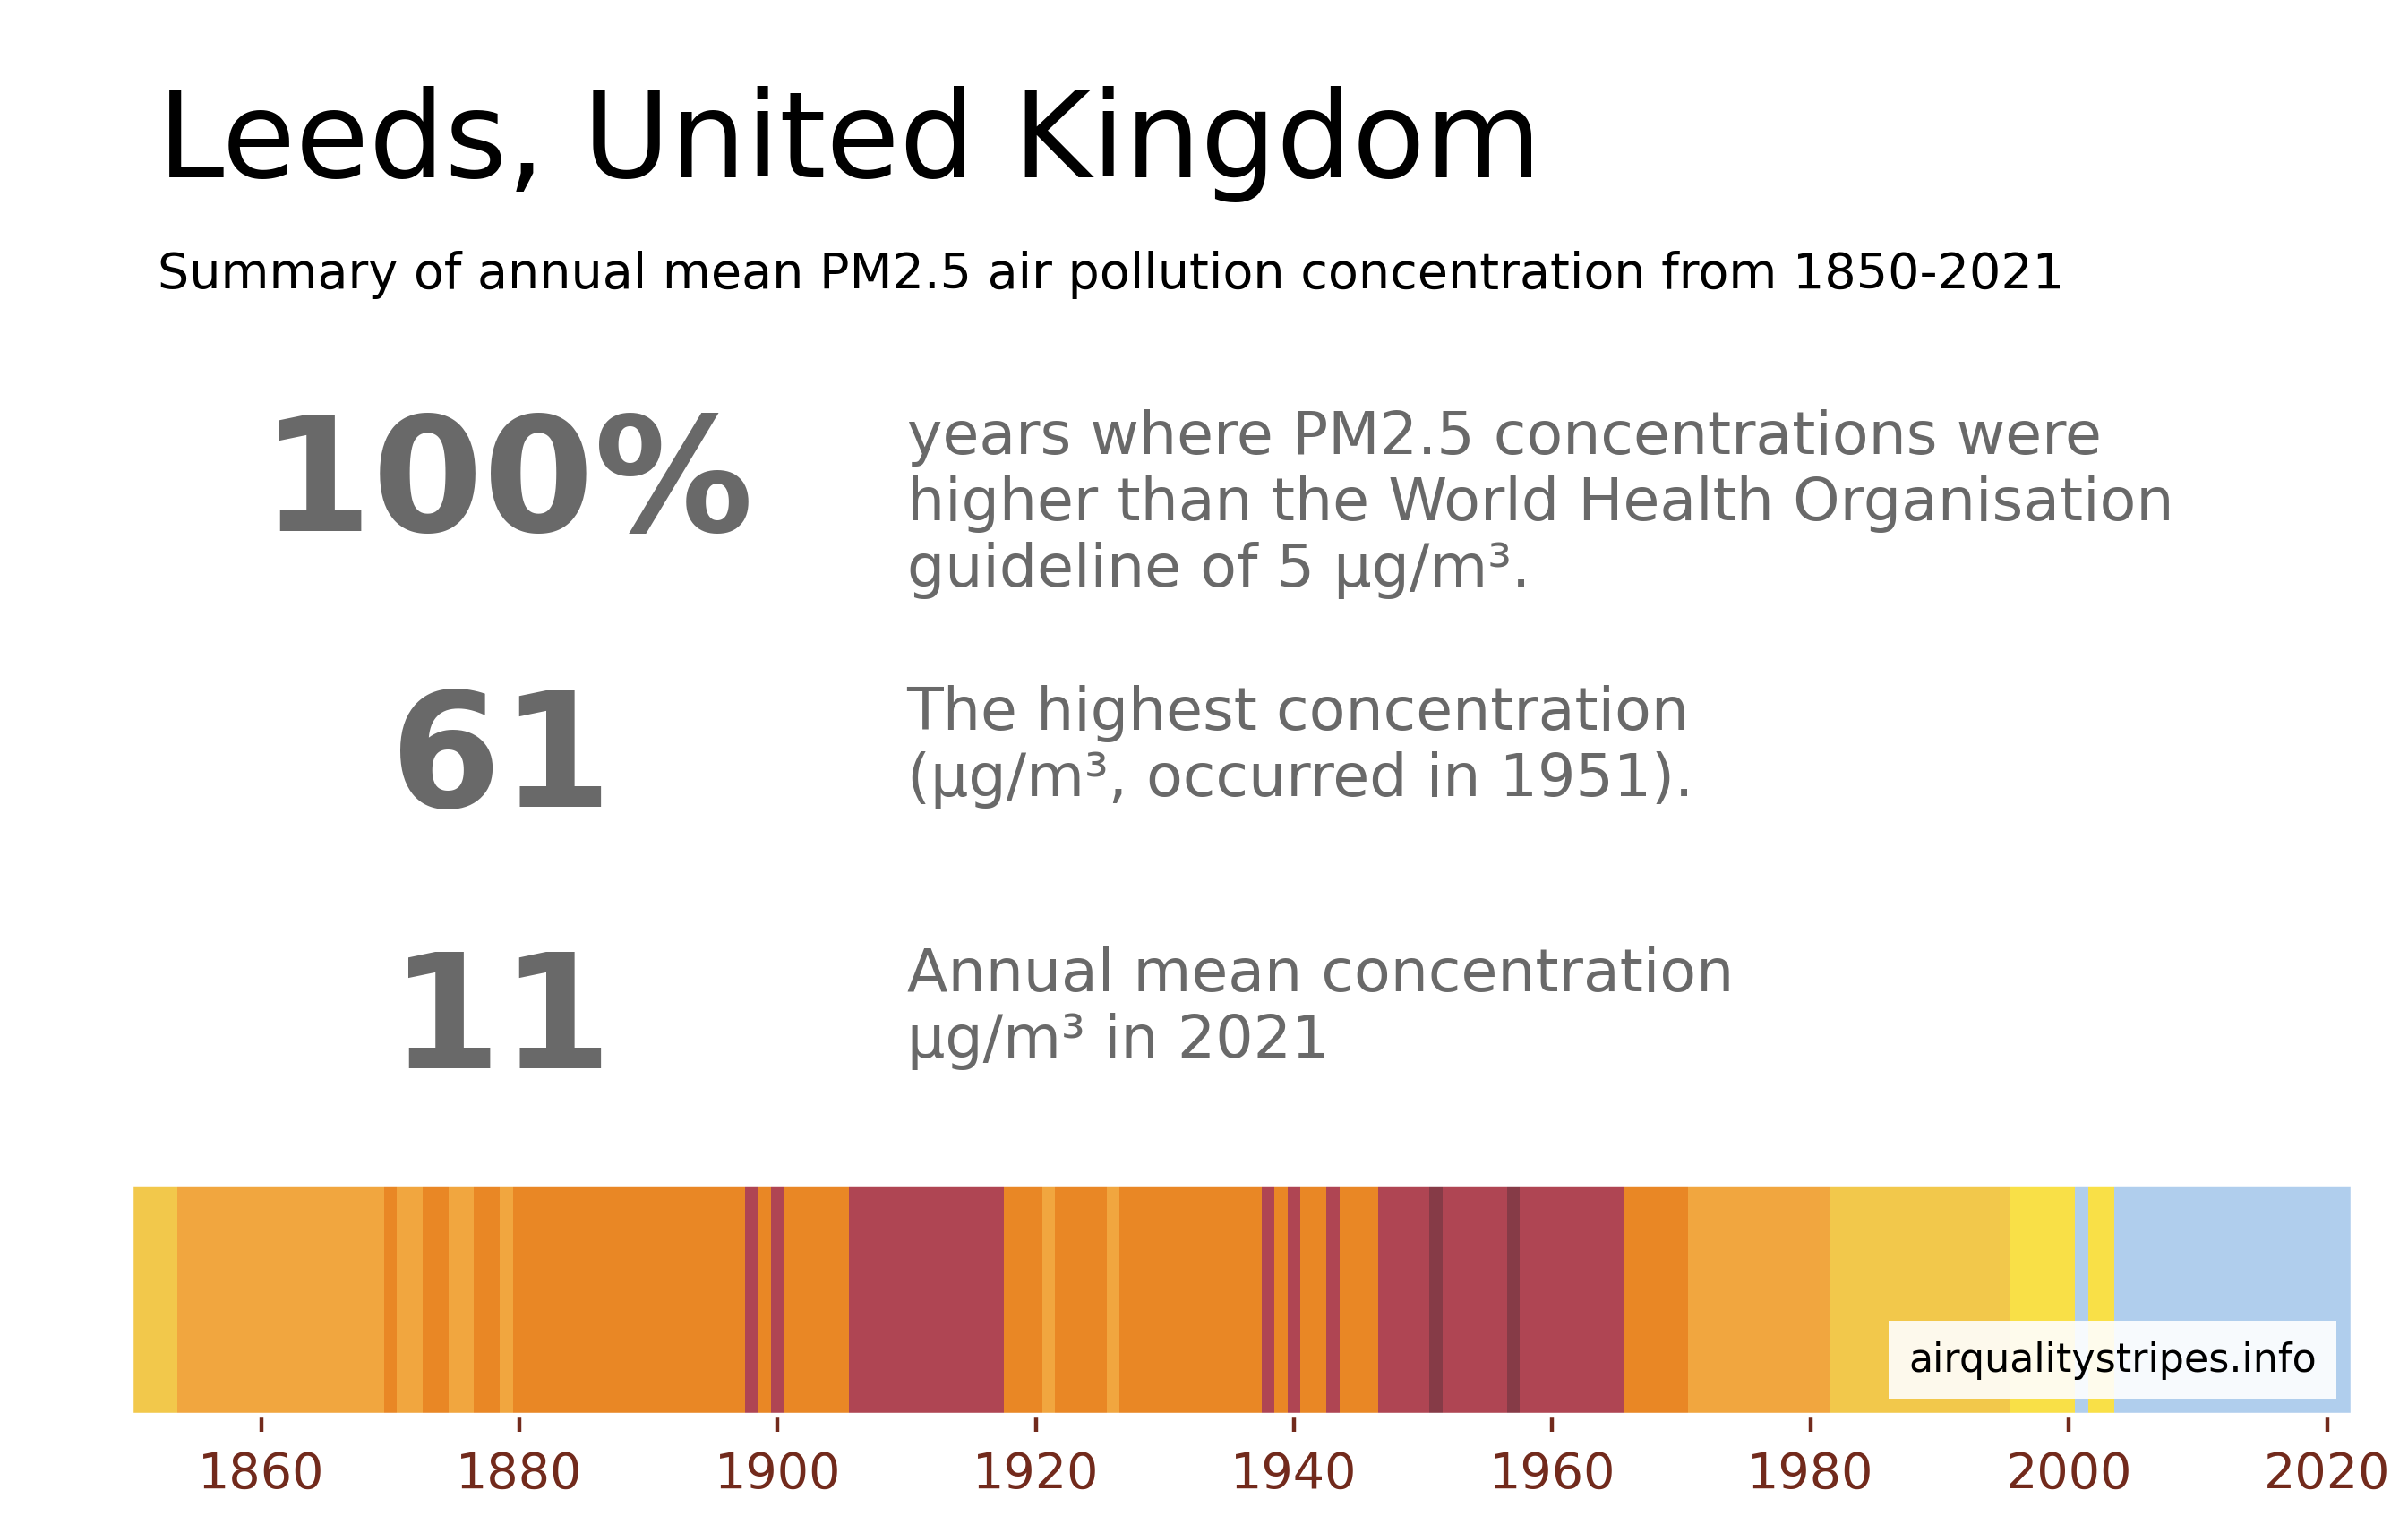 Leeds, United Kingdom
Summary of annual mean PM2.5 air pollution concentration from 1850-2021
100%
years where PM2.5 concentrations were
higher than the World Health Organisation
guideline of 5 µg/m³.
61
The highest concentration
(µg/m³, occurred in 1951).
11
Annual mean concentration
µg/m³ in 2021
airqualitystripes.info
1860 1880 1900 1920 1940 1960 1980 2000 2020